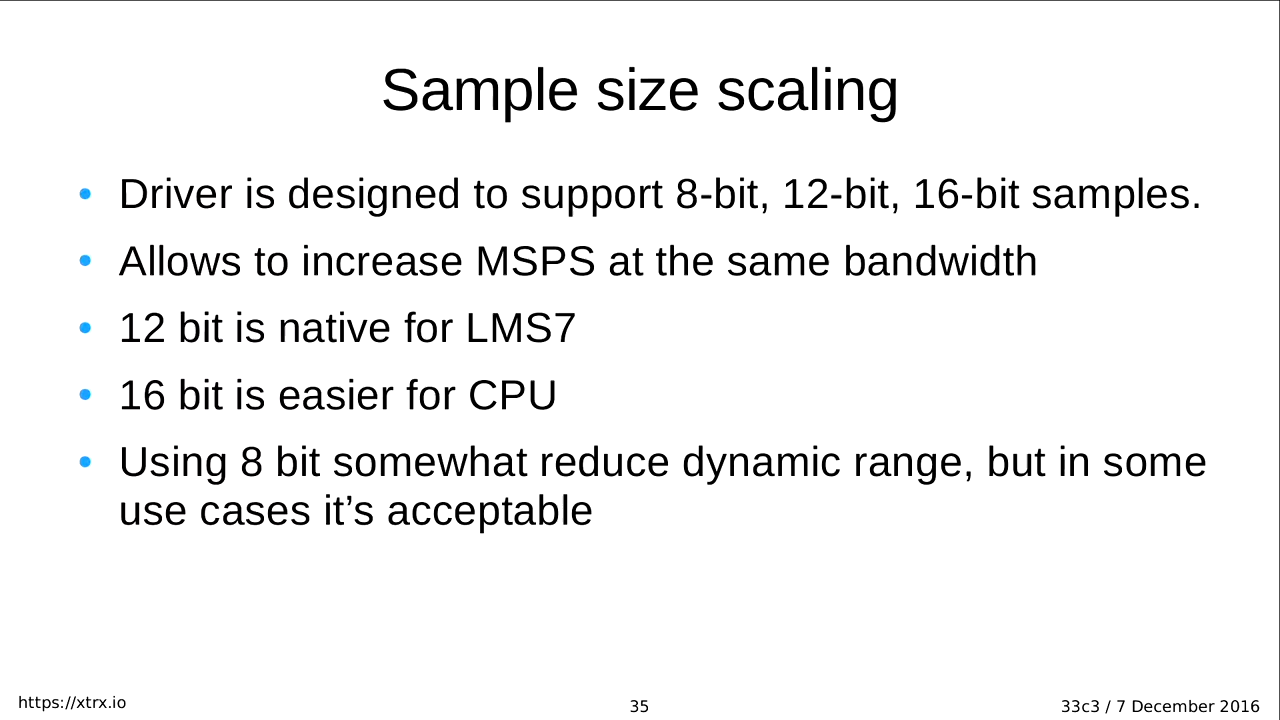 Sample size scaling
• Driver is designed to support 8-bit, 12-bit, 16-bit samples.
• Allows to increase MSPS at the same bandwidth
• 12 bit is native for LMS7
• 16 bit is easier for CPU
• Using 8 bit somewhat reduce dynamic range, but in some
use cases it’s acceptable
https://xtrx.io
35
33c3 / 7 December 2016